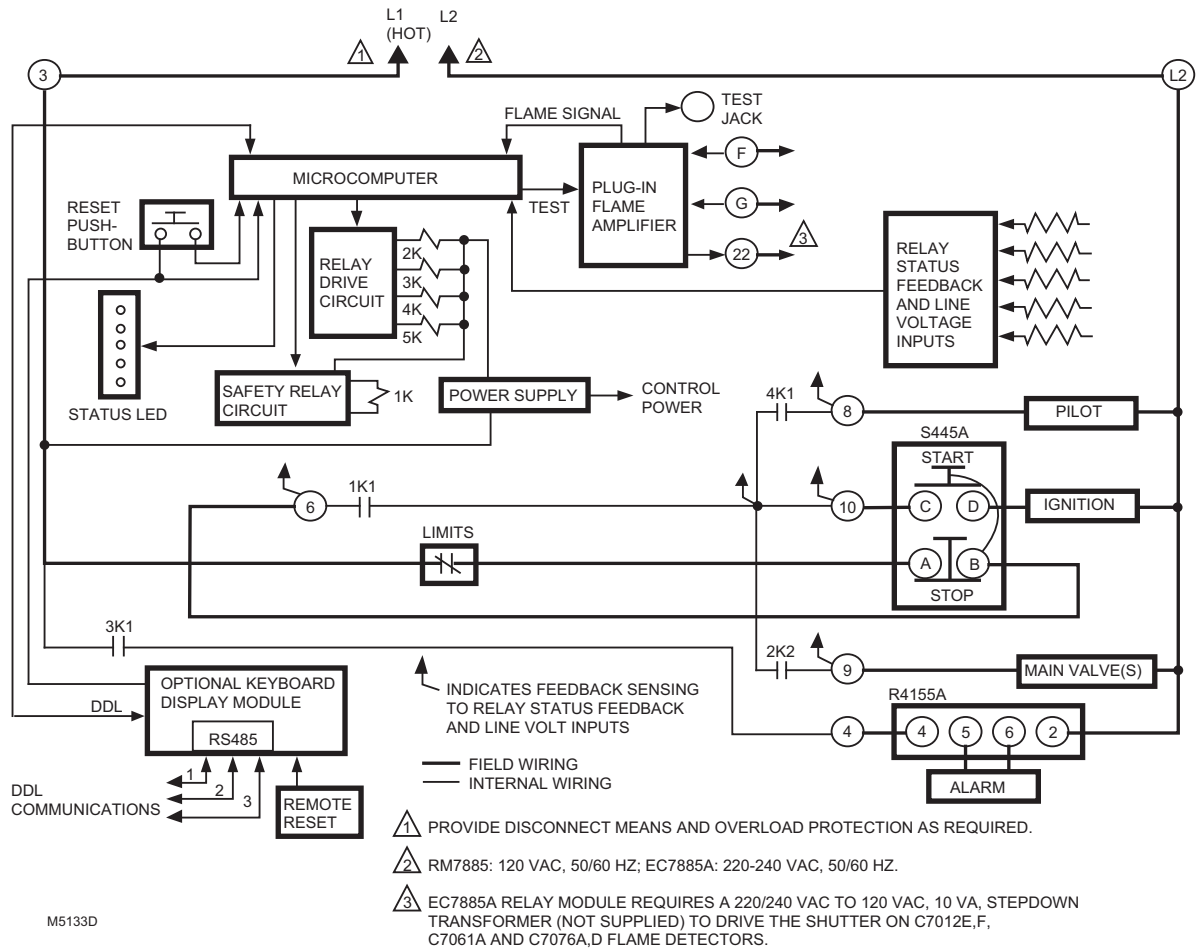 L1
(HOT)
L2
1
2
3
L2
FLAME SIGNAL
TEST
JACK
MICROCOMPUTER
TEST
PLUG-IN
FLAME
AMPLIFIER
F
G
22
3
RESET
PUSH-
BUTTON
RELAY
DRIVE
CIRCUIT
2K
3K
4K
5K
RELAY
STATUS
FEEDBACK
AND LINE
VOLTAGE
INPUTS
STATUS LED
SAFETY RELAY
CIRCUIT
1K
POWER SUPPLY
CONTROL
POWER
4K1
8
PILOT
S445A
START
6
1K1
10
C
D
IGNITION
LIMITS
A
B
STOP
3K1
2K2
9
MAIN VALVE(S)
OPTIONAL KEYBOARD
DISPLAY MODULE
DDL
RS485
INDICATES FEEDBACK SENSING
TO RELAY STATUS FEEDBACK
AND LINE VOLT INPUTS
R4155A
4
4
5
6
2
ALARM
FIELD WIRING
INTERNAL WIRING
DDL
COMMUNICATIONS
1
2
3
REMOTE
RESET
1 PROVIDE DISCONNECT MEANS AND OVERLOAD PROTECTION AS REQUIRED.
2 RM7885: 120 VAC, 50/60 HZ; EC7885A: 220-240 VAC, 50/60 HZ.
3 EC7885A RELAY MODULE REQUIRES A 220/240 VAC TO 120 VAC, 10 VA, STEPDOWN
TRANSFORMER (NOT SUPPLIED) TO DRIVE THE SHUTTER ON C7012E,F,
C7061A AND C7076A,D FLAME DETECTORS.
M5133D